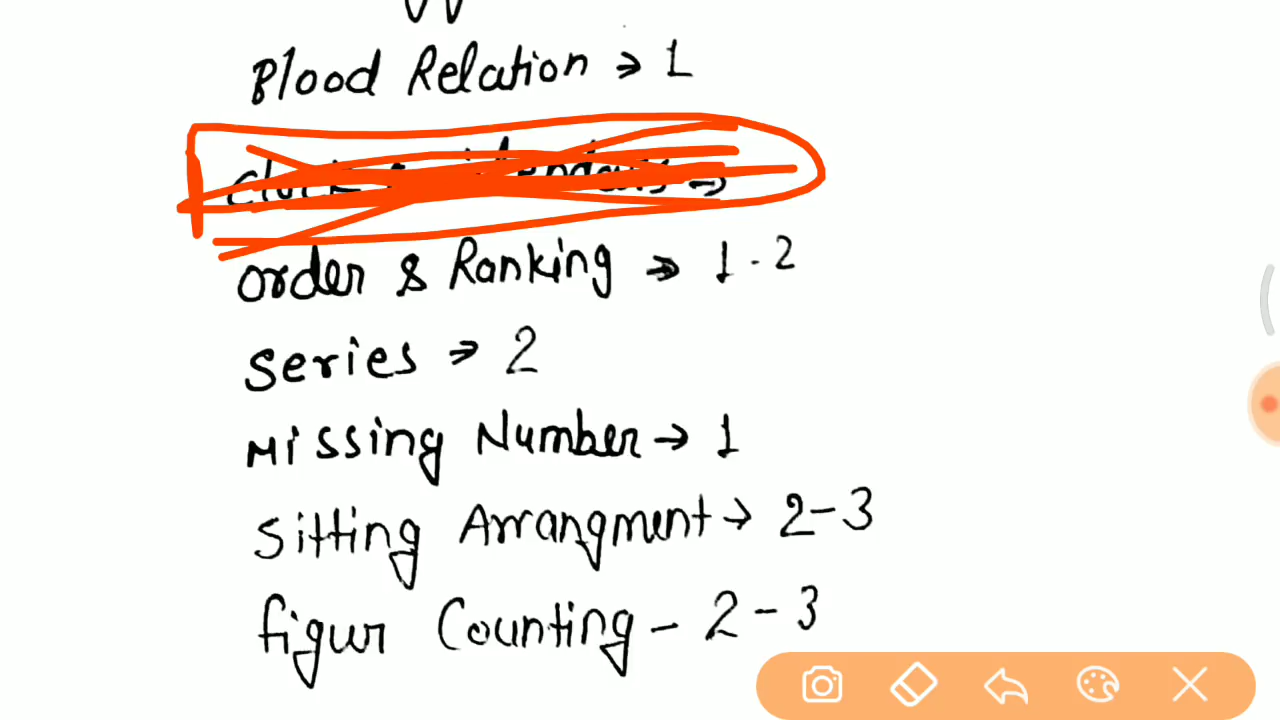 Blood Relation → 1
order & Ranking → 1-2
Series → 2
Missing Number → 1
Sitting Arrangment → 2-3
figur Counting - 2-3